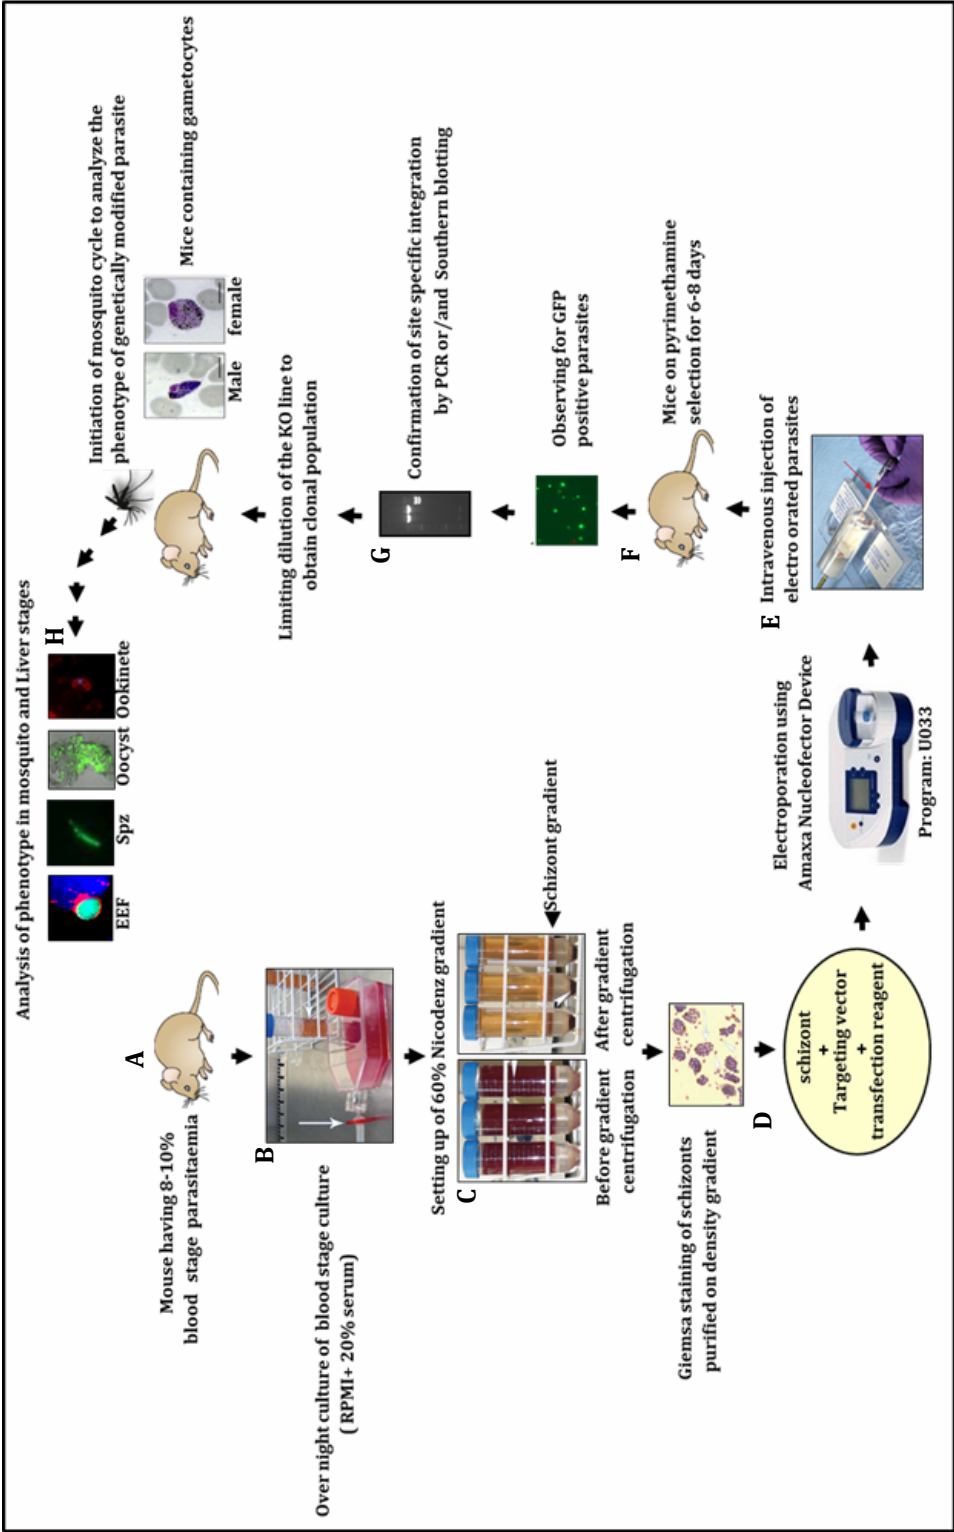 A
Mouse having 8-10%
blood stage parasitaemia
B
Over night culture of blood stage culture
( RPMI+ 20% serum)
Setting up of 60% Nicodenz gradient
C
Schizont gradient
Before gradient
centrifugation
After gradient
centrifugation
Giemsa staining of schizonts
purified on density gradient
D
schizont
+
Targeting vector
+
transfection reagent
Electroporation using
Amaxa Nucleofector Device
Program: U033
E
Intravenous injection of
electro orated parasites
F
Mice on pyrimethamine
selection for 6-8 days
Observing for GFP
positive parasites
G
Confirmation of site specific integration
by PCR or/and Southern blotting
Limiting dilution of the KO line to
obtain clonal population
Mice containing gametocytes
Male
female
Initiation of mosquito cycle to analyze the
phenotype of genetically modified parasite
H
Analysis of phenotype in mosquito and Liver stages
EEF
Spz
Oocyst
Ookinete